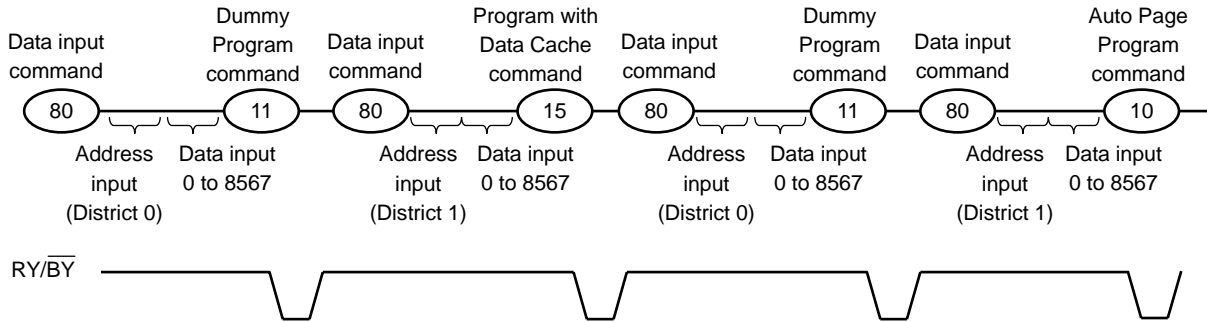 Data input
command
Dummy
Program
command
Data input
command
Program with
Data Cache
command
Data input
command
Dummy
Program
command
Data input
command
Auto Page
Program
command
80
11
80
15
80
11
80
10
Address
input
(District 0)
Data input
0 to 8567
Address
input
(District 1)
Data input
0 to 8567
Address
input
(District 0)
Data input
0 to 8567
Address
input
(District 1)
Data input
0 to 8567
RY/B̅Y̅